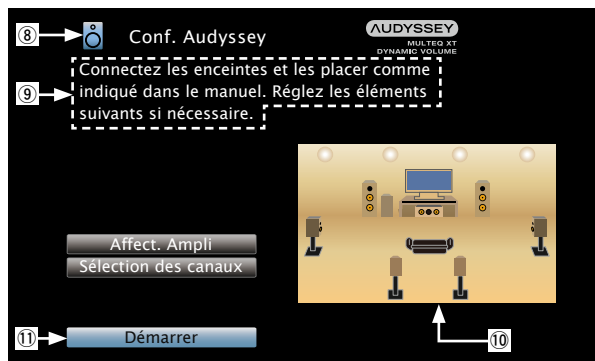 ⑧
Conf. Audyssey
AUDYSSEY
MULTEQ XT
DYNAMIC VOLUME
⑨
Connectez les enceintes et les placer comme
indiqué dans le manuel. Réglez les éléments
suivants si nécessaire.
Affect. Ampli
Sélection des canaux
⑪
Démarrer
⑩